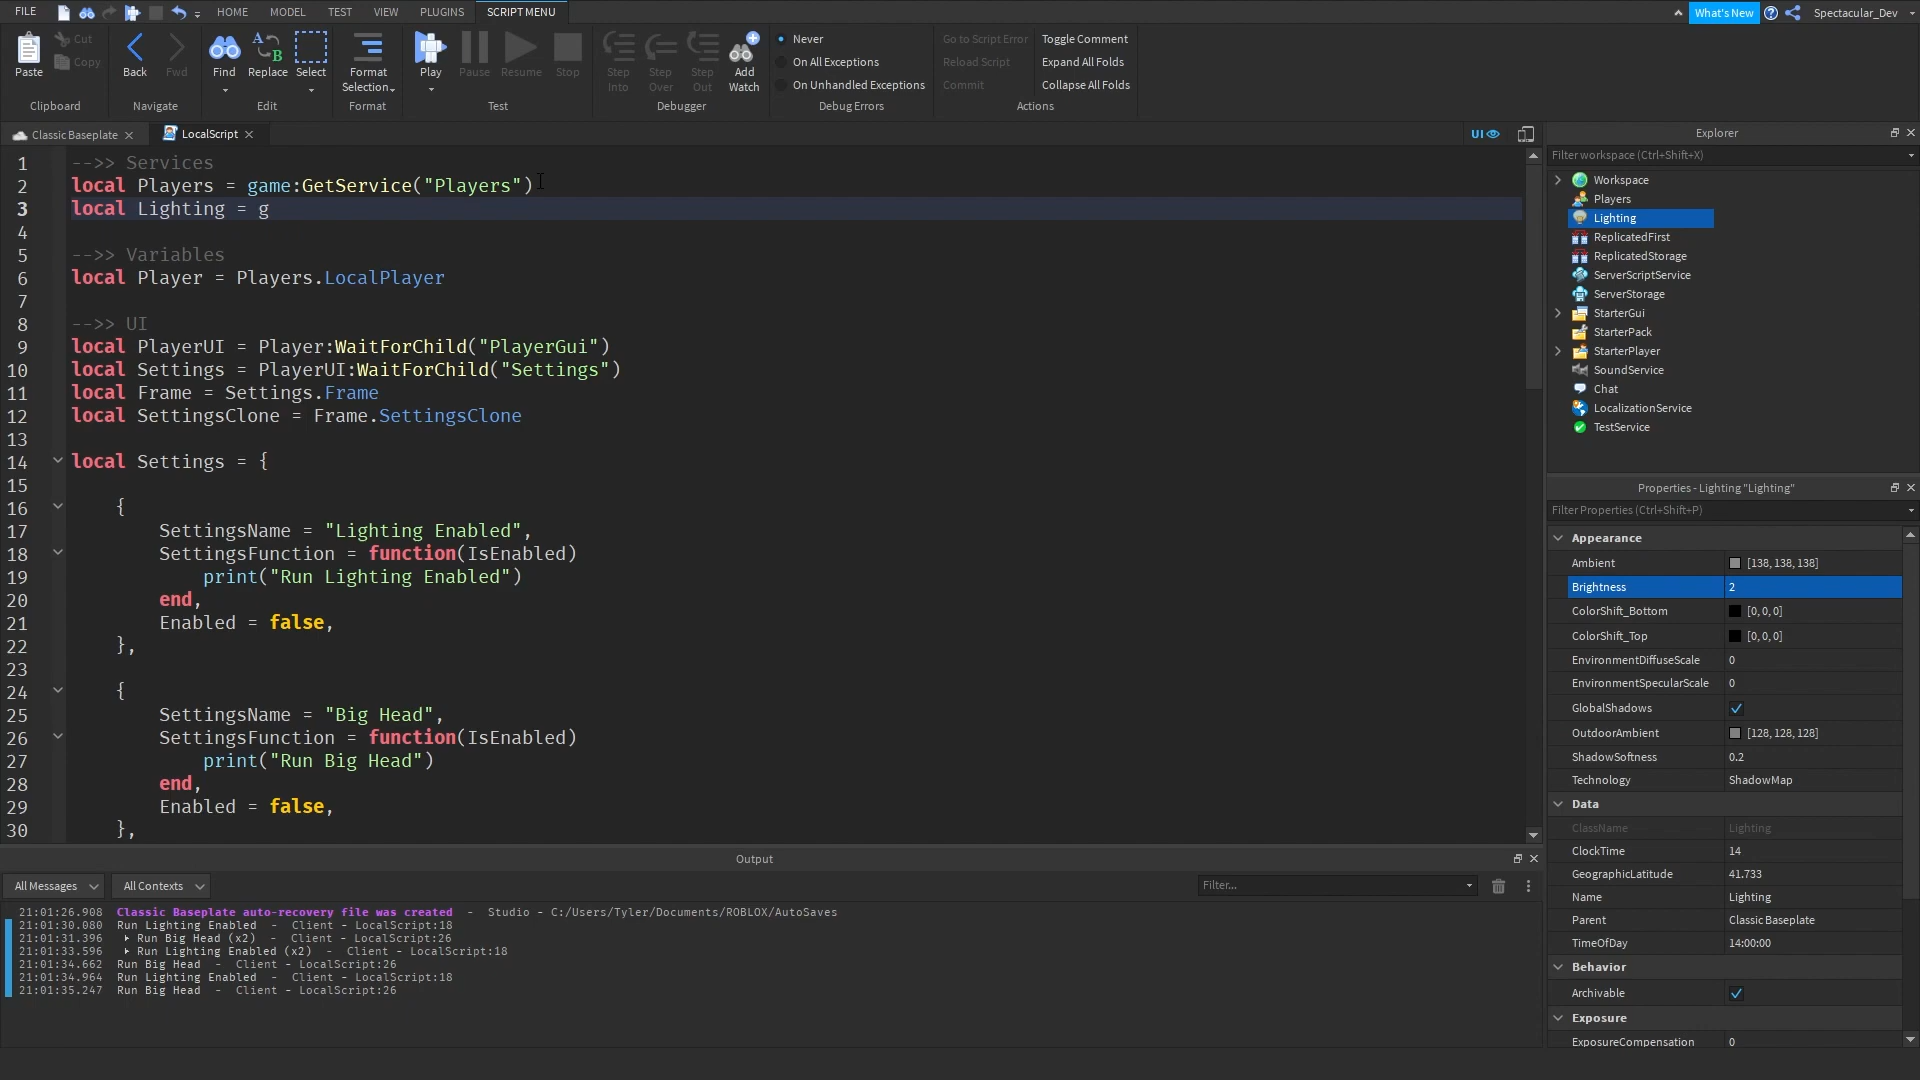 FILE HOME MODEL TEST VIEW PLUGINS SCRIPT MENU What's New Spectacular_Dev
Paste Cut Copy Back Fwd Find Replace Select Format Selection Play Pause Resume Stop Step Into Step Over Step Out Add Watch
Never
On All Exceptions
On Unhandled Exceptions
Go to Script Error
Reload Script
Commit
Toggle Comment
Expand All Folds
Collapse All Folds
Clipboard Navigate Edit Format Test Debugger Debug Errors Actions
Classic Baseplate LocalScript UI
1 -->> Services
2 local Players = game:GetService("Players")
3 local Lighting = g
4
5 -->> Variables
6 local Player = Players.LocalPlayer
7
8 -->> UI
9 local PlayerUI = Player:WaitForChild("PlayerGui")
10 local Settings = PlayerUI:WaitForChild("Settings")
11 local Frame = Settings.Frame
12 local SettingsClone = Frame.SettingsClone
13
14 local Settings = {
15
16 {
17 SettingsName = "Lighting Enabled",
18 SettingsFunction = function(IsEnabled)
19 print("Run Lighting Enabled")
20 end,
21 Enabled = false,
22 },
23
24 {
25 SettingsName = "Big Head",
26 SettingsFunction = function(IsEnabled)
27 print("Run Big Head")
28 end,
29 Enabled = false,
30 },
Output
All Messages All Contexts Filter...
21:01:26.908 Classic Baseplate auto-recovery file was created - Studio - C:/Users/Tyler/Documents/ROBLOX/AutoSaves
21:01:30.080 Run Lighting Enabled - Client - LocalScript:18
21:01:31.396 Run Big Head (x2) - Client - LocalScript:26
21:01:33.596 Run Lighting Enabled (x2) - Client - LocalScript:18
21:01:34.662 Run Big Head - Client - LocalScript:26
21:01:34.964 Run Lighting Enabled - Client - LocalScript:18
21:01:35.247 Run Big Head - Client - LocalScript:26
Explorer
Filter workspace (Ctrl+Shift+X)
Workspace
Players
Lighting
ReplicatedFirst
ReplicatedStorage
ServerScriptService
ServerStorage
StarterGui
StarterPack
StarterPlayer
SoundService
Chat
LocalizationService
TestService
Properties - Lighting "Lighting"
Filter Properties (Ctrl+Shift+P)
Appearance
Ambient [138, 138, 138]
Brightness 2
ColorShift_Bottom [0, 0, 0]
ColorShift_Top [0, 0, 0]
EnvironmentDiffuseScale 0
EnvironmentSpecularScale 0
GlobalShadows
OutdoorAmbient [128, 128, 128]
ShadowSoftness 0.2
Technology ShadowMap
Data
ClassName Lighting
ClockTime 14
GeographicLatitude 41.733
Name Lighting
Parent Classic Baseplate
TimeOfDay 14:00:00
Behavior
Archivable
Exposure
ExposureCompensation 0